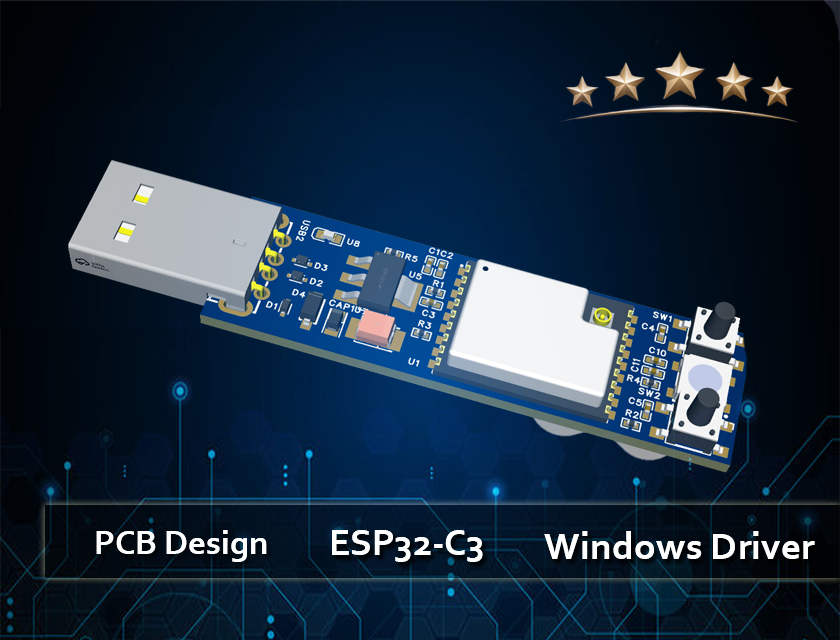 USB2
U8
C1C2
R5
U5
D3
D2
R1
D4
D1
CAP10
C3
R3
U1
SW1
C4
C10
C11
R4
SW2
C5
R2
PCB Design
ESP32-C3
Windows Driver